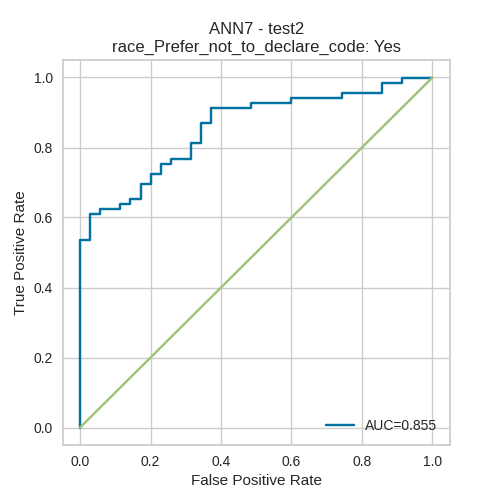 ANN7 - test2
race_Prefer_not_to_declare_code: Yes
1.0
0.8
0.6
0.4
0.2
0.0
True Positive Rate
AUC=0.855
0.0 0.2 0.4 0.6 0.8 1.0
False Positive Rate